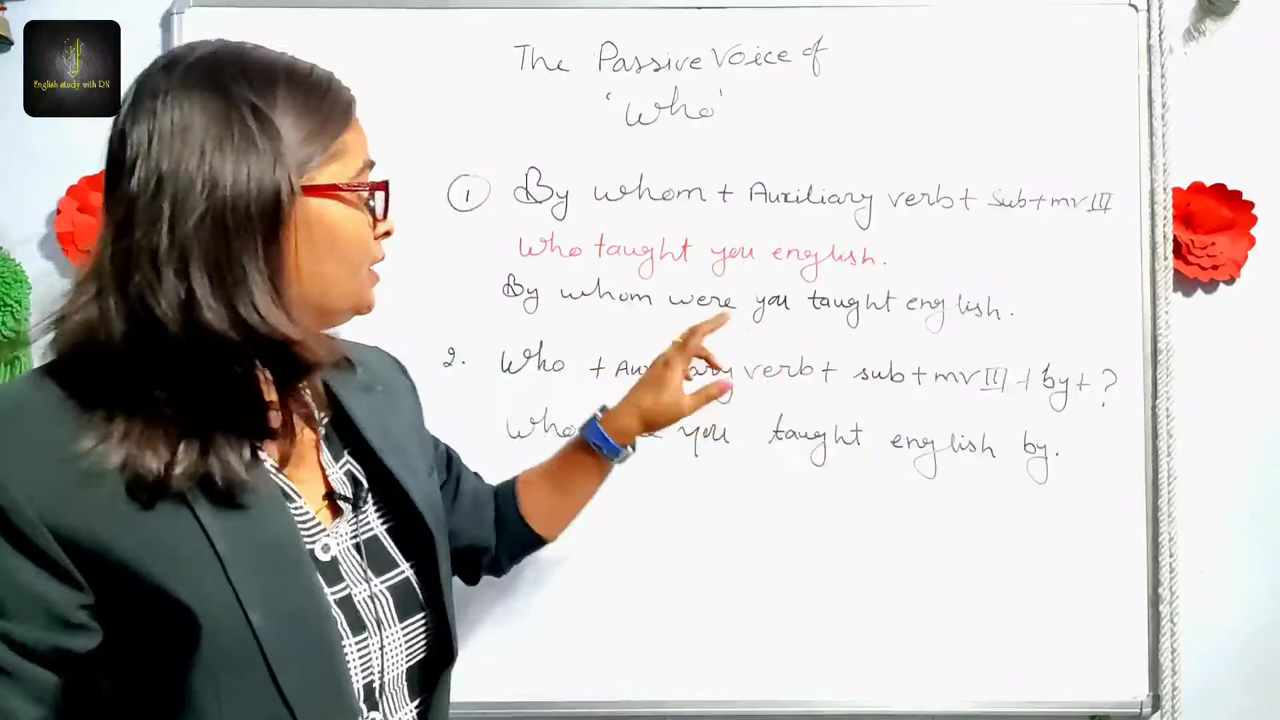 English study with RN
The Passive Voice of
'Who'
① By whom + Auxiliary verb + Sub + mv III
Who taught you english.
By whom were you taught english.
2. Who + verb + sub + mv III + by + ?
Who you taught english by.